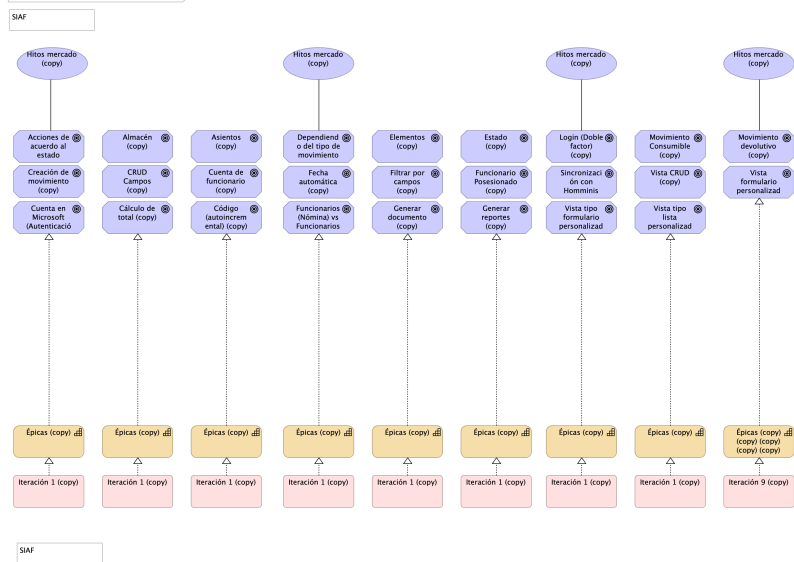 SIAF
Hitos mercado
(copy)
Hitos mercado
(copy)
Hitos mercado
(copy)
Hitos mercado
(copy)
Acciones de
acuerdo al
estado
Almacén
(copy)
Asientos
(copy)
Dependiend
o del tipo de
movimiento
Elementos
(copy)
Estado
(copy)
Login (Doble
factor)
(copy)
Movimiento
Consumible
(copy)
Movimiento
devolutivo
(copy)
Creación de
movimiento
(copy)
CRUD
Campos
(copy)
Cuenta de
funcionario
(copy)
Fecha
automática
(copy)
Filtrar por
campos
(copy)
Funcionario
Posesionado
(copy)
Sincronizaci
ón con
Homminis
Vista CRUD
(copy)
Vista
formulario
personalizad
Cuenta en
Microsoft
(Autenticació
Cálculo de
total (copy)
Código
(autoincrem
ental) (copy)
Funcionarios
(Nómina) vs
Funcionarios
Generar
documento
(copy)
Generar
reportes
(copy)
Vista tipo
formulario
personalizad
Vista tipo
lista
personalizad
Épicas (copy)
Épicas (copy)
Épicas (copy)
Épicas (copy)
Épicas (copy)
Épicas (copy)
Épicas (copy)
Épicas (copy)
Épicas (copy)
(copy) (copy)
(copy) (copy)
Iteración 1 (copy)
Iteración 1 (copy)
Iteración 1 (copy)
Iteración 1 (copy)
Iteración 1 (copy)
Iteración 1 (copy)
Iteración 1 (copy)
Iteración 1 (copy)
Iteración 9 (copy)
SIAF